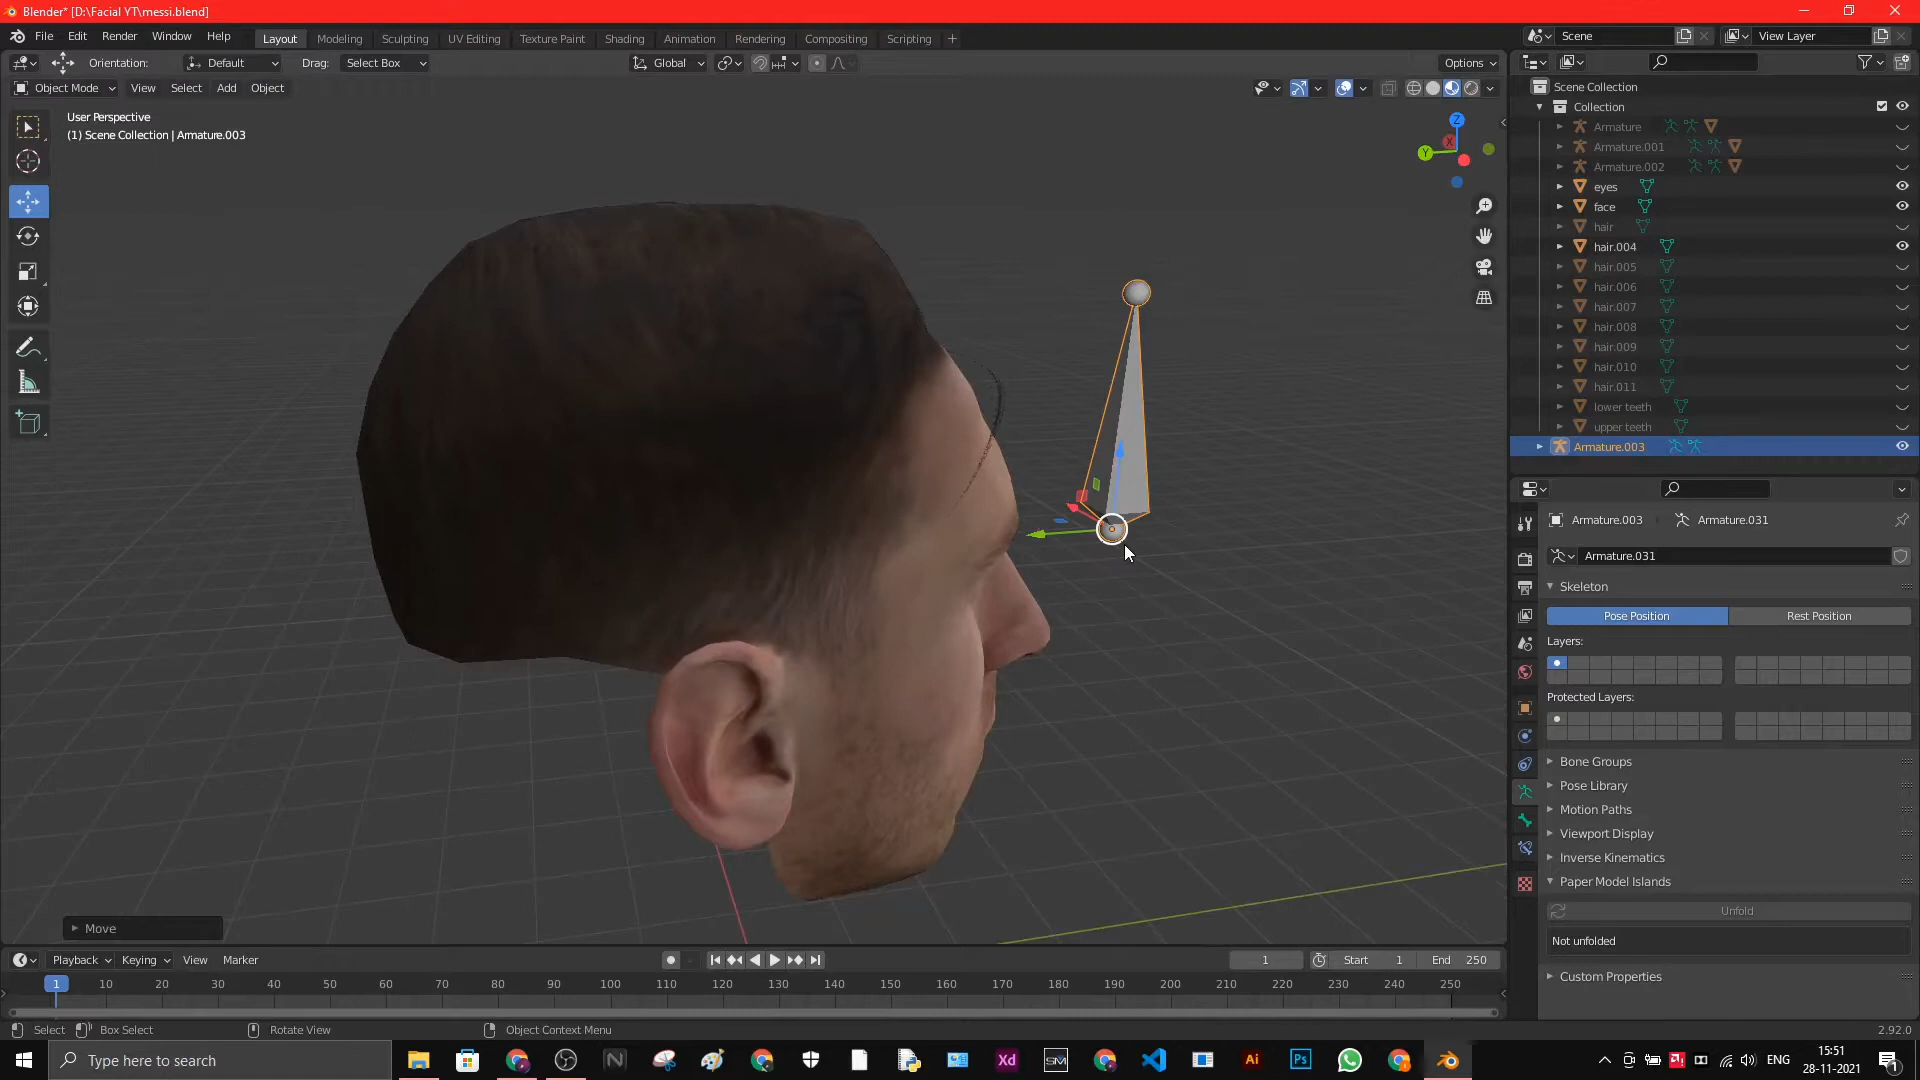 Blender* [D:\Facial YT\messi.blend]
File Edit Render Window Help
Layout Modeling Sculpting UV Editing Texture Paint Shading Animation Rendering Compositing Scripting +
Scene
View Layer
Orientation: Default Drag: Select Box
Global
Options
Object Mode View Select Add Object
User Perspective
(1) Scene Collection | Armature.003
Z
Y
X
Scene Collection
Collection
Armature
Armature.001
Armature.002
eyes
face
hair
hair.004
hair.005
hair.006
hair.007
hair.008
hair.009
hair.010
hair.011
lower teeth
upper teeth
Armature.003
Armature.003 Armature.031
Armature.031
Skeleton
Pose Position Rest Position
Layers:
Protected Layers:
Bone Groups
Pose Library
Motion Paths
Viewport Display
Inverse Kinematics
Paper Model Islands
Unfold
Not unfolded
Custom Properties
Move
Playback Keying View Marker
1 Start 1 End 250
1 10 20 30 40 50 60 70 80 90 100 110 120 130 140 150 160 170 180 190 200 210 220 230 240 250
Select Box Select Rotate View Object Context Menu
2.92.0
Type here to search
Xd
SM
Ai
Ps
ENG
15:51
28-11-2021
1